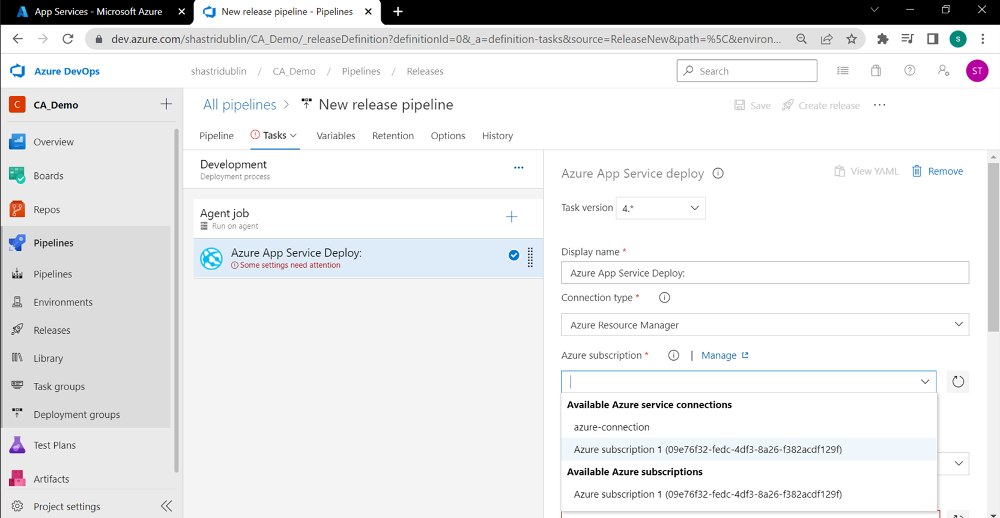 App Services - Microsoft Azure
New release pipeline - Pipelines
dev.azure.com/shastridublin/CA_Demo/_releaseDefinition?definitionId=0&_a=definition-tasks&source=ReleaseNew&path=%5C&environ...
S
Azure DevOps
shastridublin / CA_Demo / Pipelines / Releases
Search
ST
C CA_Demo
All pipelines > New release pipeline
Save Create release ...
Pipeline Tasks Variables Retention Options History
Overview
Boards
Repos
Pipelines
Pipelines
Environments
Releases
Library
Task groups
Deployment groups
Test Plans
Artifacts
Project settings
Development
Deployment process
Agent job
Run on agent
Azure App Service Deploy:
Some settings need attention
Azure App Service deploy
View YAML Remove
Task version 4.*
Display name *
Azure App Service Deploy:
Connection type *
Azure Resource Manager
Azure subscription * | Manage
Available Azure service connections
azure-connection
Azure subscription 1 (09e76f32-fedc-4df3-8a26-f382acdf129f)
Available Azure subscriptions
Azure subscription 1 (09e76f32-fedc-4df3-8a26-f382acdf129f)